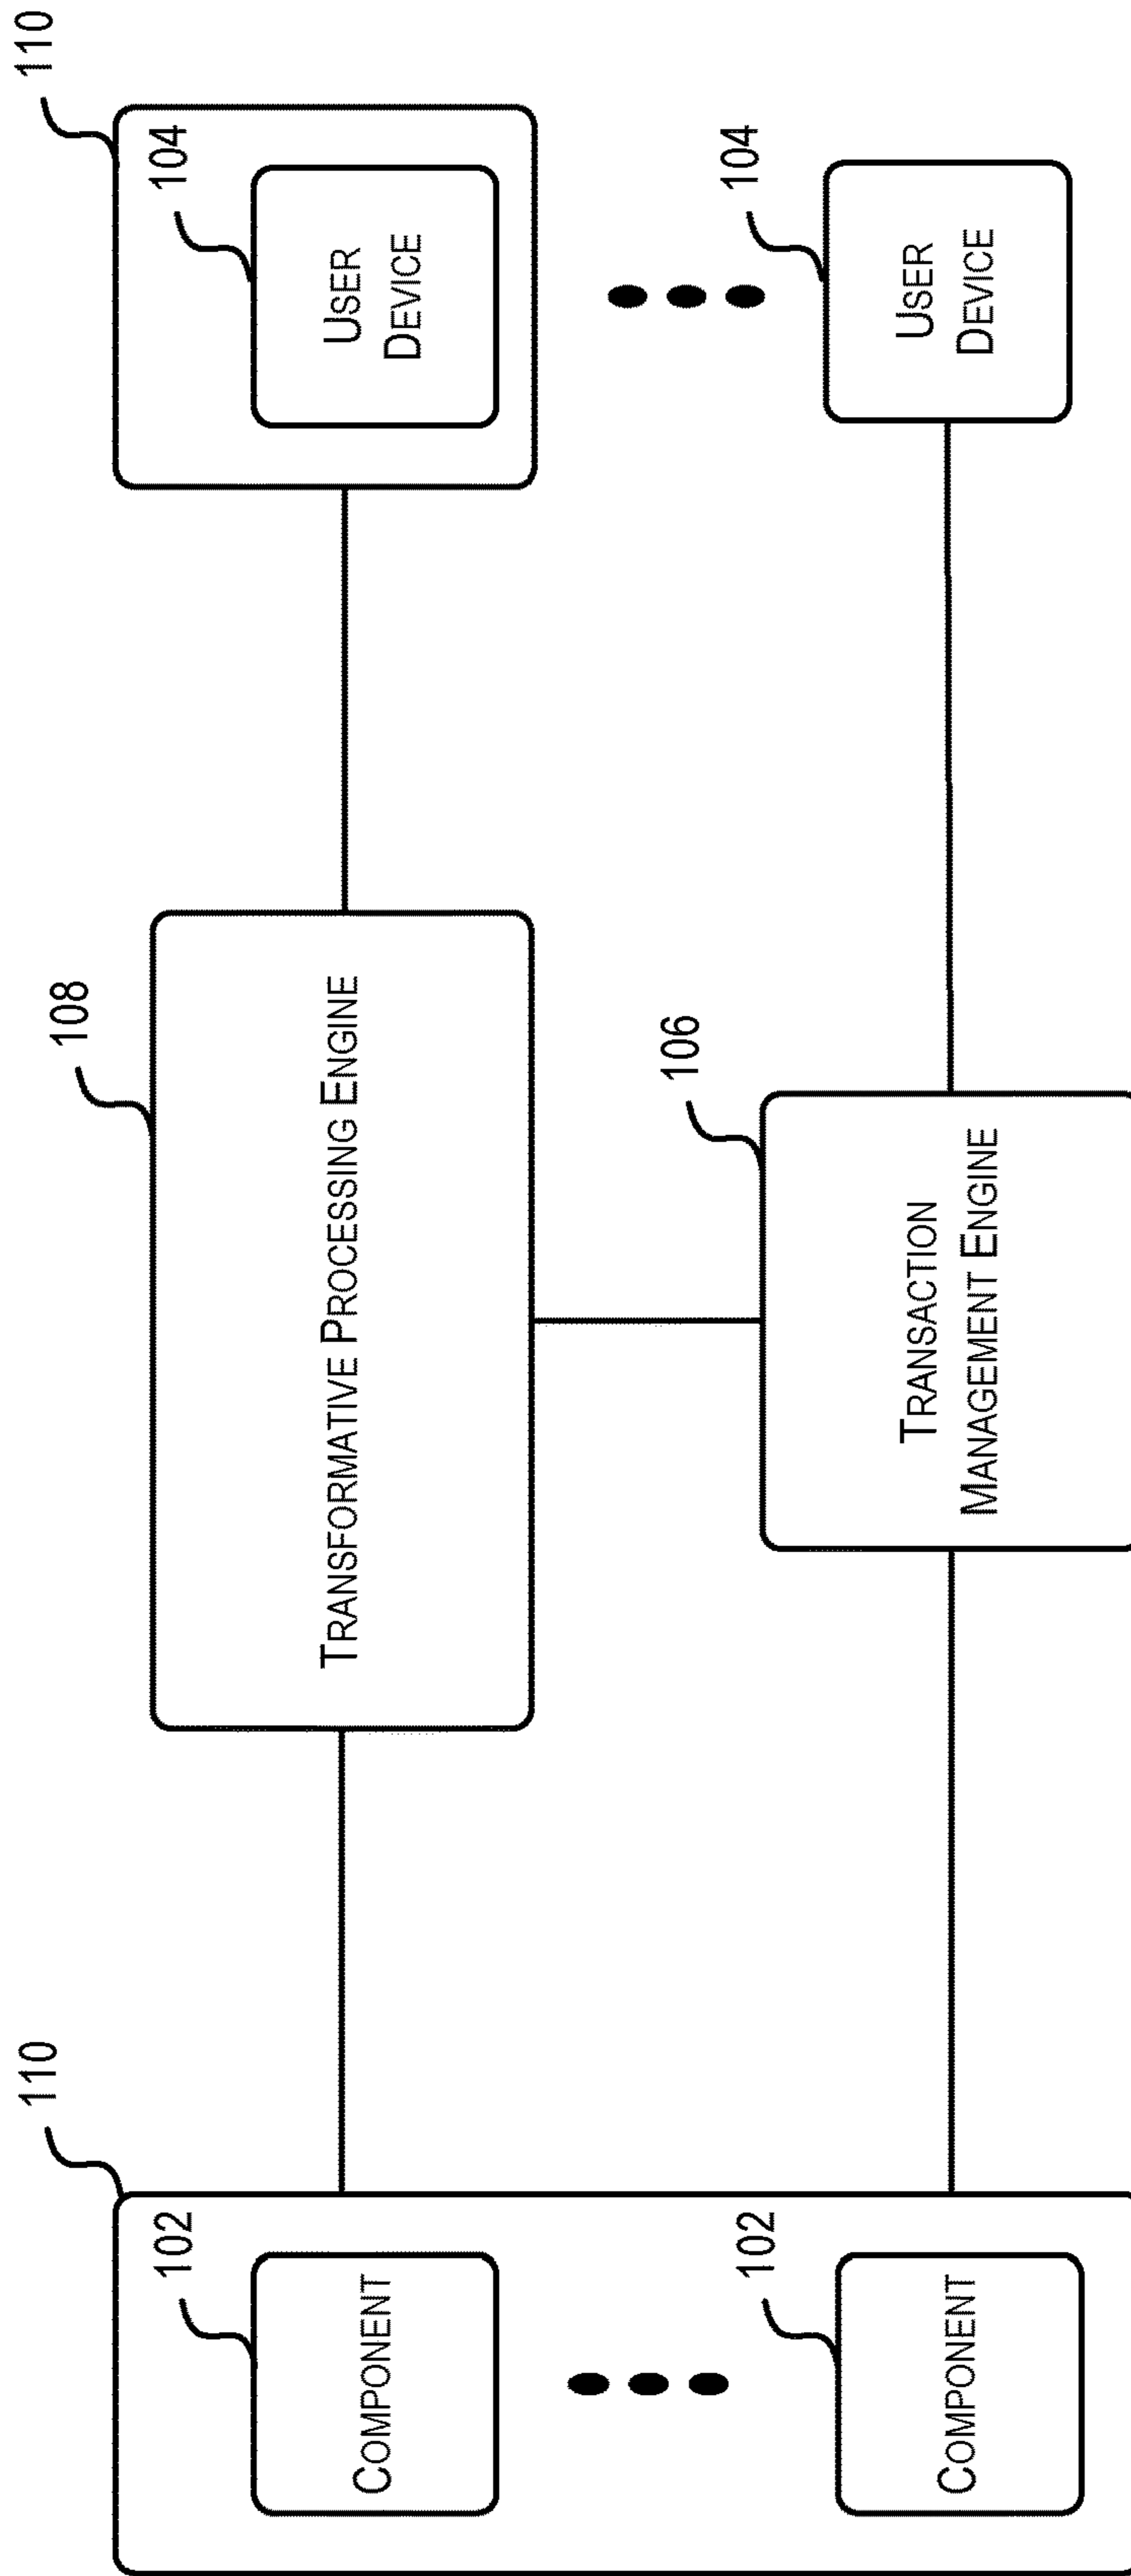 110
102
COMPONENT
102
COMPONENT
108
TRANSFORMATIVE PROCESSING ENGINE
106
TRANSACTION
MANAGEMENT ENGINE
110
104
USER
DEVICE
104
USER
DEVICE